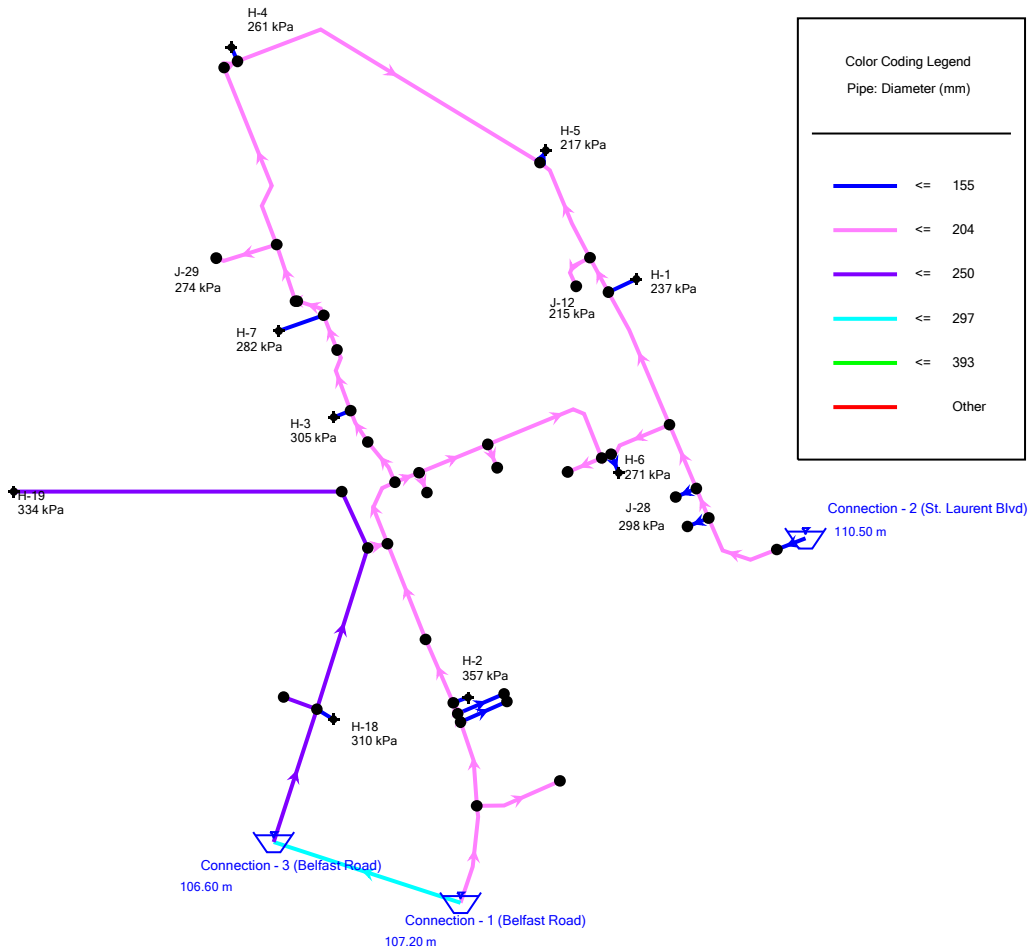 H-4
261 kPa
Color Coding Legend
Pipe: Diameter (mm)
<= 155
<= 204
<= 250
<= 297
<= 393
Other
H-5
217 kPa
J-29
274 kPa
H-1
237 kPa
J-12
215 kPa
H-7
282 kPa
H-3
305 kPa
H-6
271 kPa
H-19
334 kPa
J-28
298 kPa
Connection - 2 (St. Laurent Blvd)
110.50 m
H-2
357 kPa
H-18
310 kPa
Connection - 3 (Belfast Road)
106.60 m
Connection - 1 (Belfast Road)
107.20 m